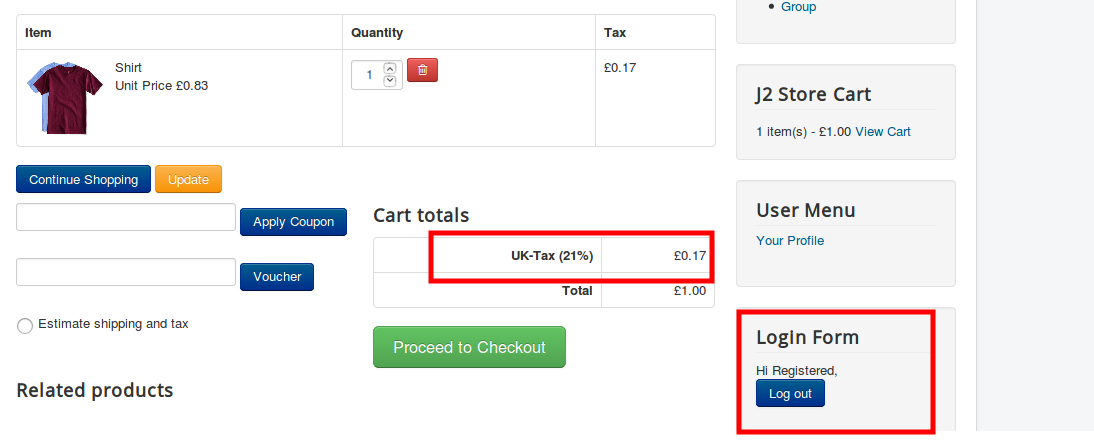 Item Quantity Tax
Shirt
Unit Price £0.83
1
£0.17
Continue Shopping Update
Apply Coupon
Voucher
Estimate shipping and tax
Cart totals
UK-Tax (21%) £0.17
Total £1.00
Proceed to Checkout
Related products
Group
J2 Store Cart
1 item(s) - £1.00 View Cart
User Menu
Your Profile
Login Form
Hi Registered,
Log out